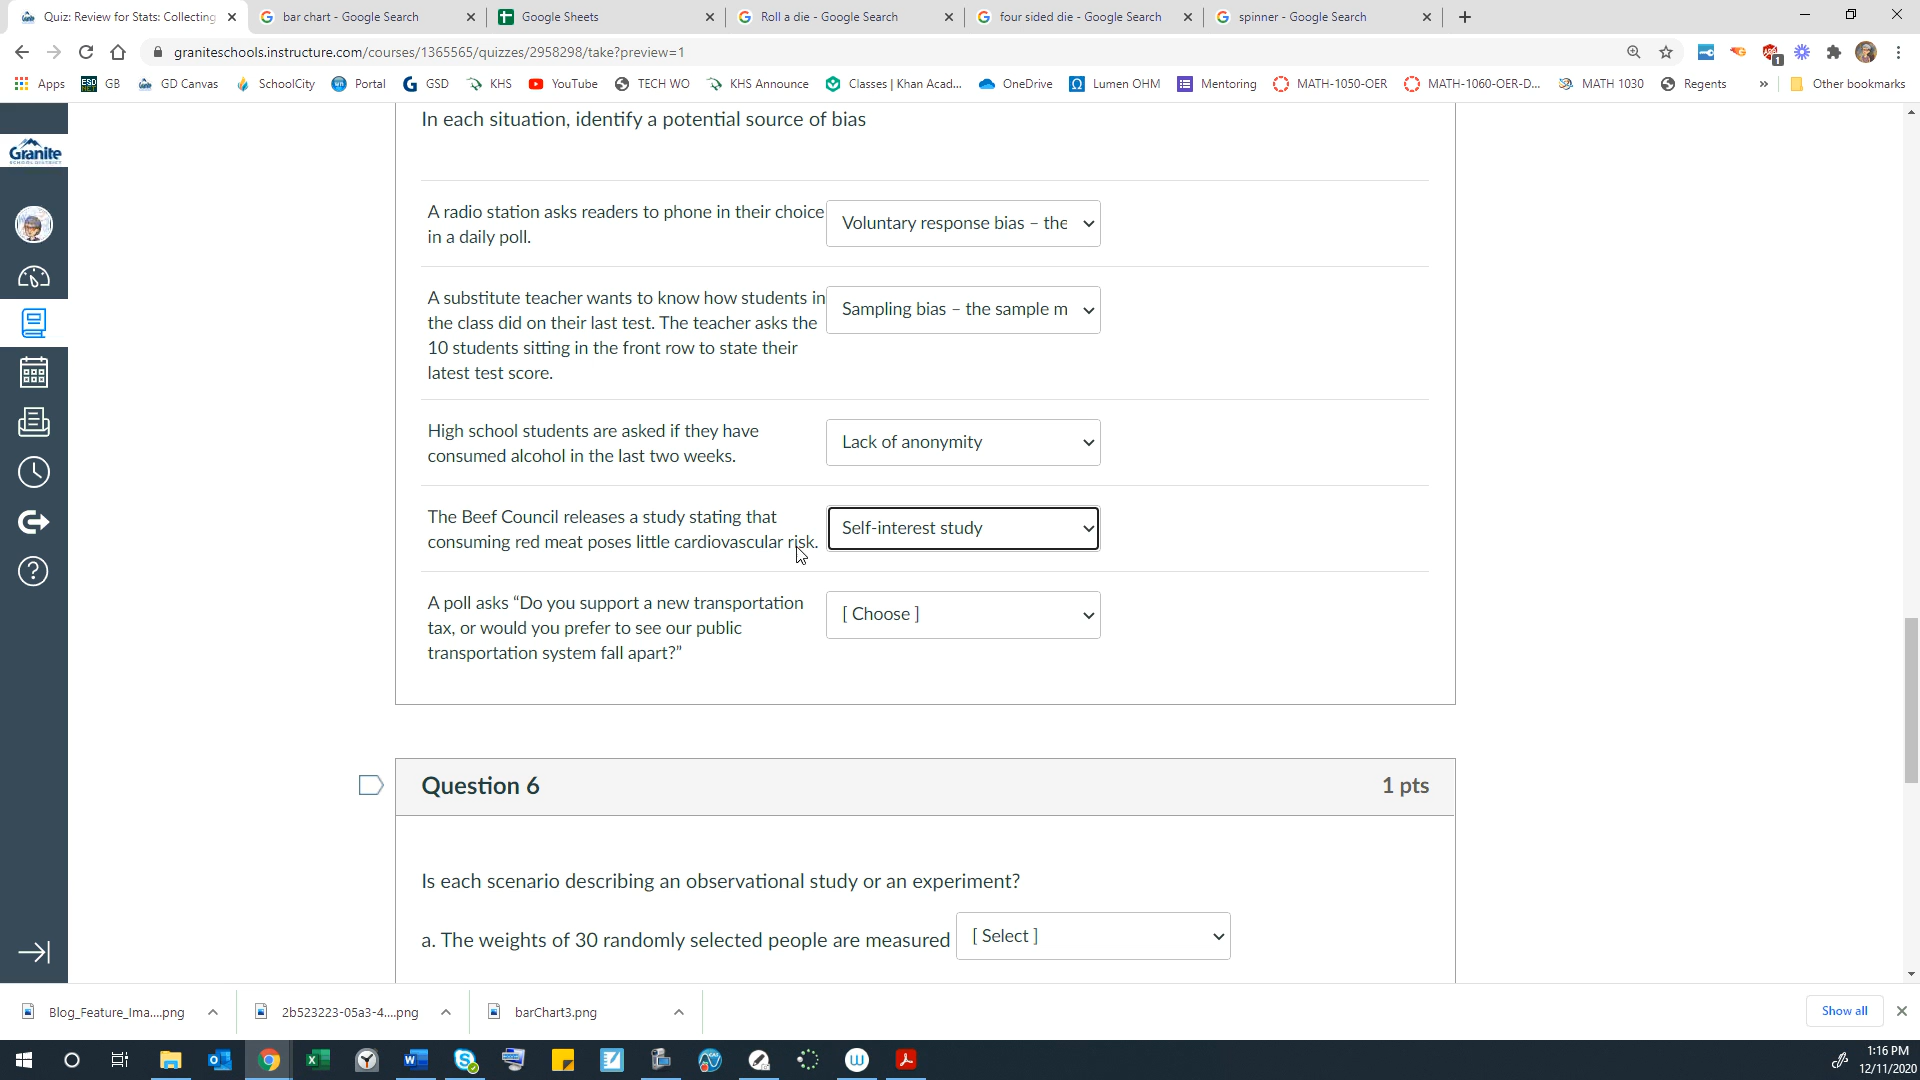 Quiz: Review for Stats: Collecting
bar chart - Google Search
Google Sheets
Roll a die - Google Search
four sided die - Google Search
spinner - Google Search
graniteschools.instructure.com/courses/1365565/quizzes/2958298/take?preview=1
1
Apps
GB
GD Canvas
SchoolCity
Portal
GSD
KHS
YouTube
TECH WO
KHS Announce
Classes | Khan Acad...
OneDrive
Lumen OHM
Mentoring
MATH-1050-OER
MATH-1060-OER-D...
MATH 1030
Regents
»
Other bookmarks
Granite
SCHOOL DISTRICT
In each situation, identify a potential source of bias
A radio station asks readers to phone in their choice
in a daily poll.
Voluntary response bias – the
A substitute teacher wants to know how students in
the class did on their last test. The teacher asks the
10 students sitting in the front row to state their
latest test score.
Sampling bias – the sample m
High school students are asked if they have
consumed alcohol in the last two weeks.
Lack of anonymity
The Beef Council releases a study stating that
consuming red meat poses little cardiovascular risk.
Self-interest study
A poll asks “Do you support a new transportation
tax, or would you prefer to see our public
transportation system fall apart?”
[ Choose ]
Question 6
1 pts
Is each scenario describing an observational study or an experiment?
a. The weights of 30 randomly selected people are measured
[ Select ]
Blog_Feature_Ima....png
2b523223-05a3-4....png
barChart3.png
Show all
1:16 PM
12/11/2020